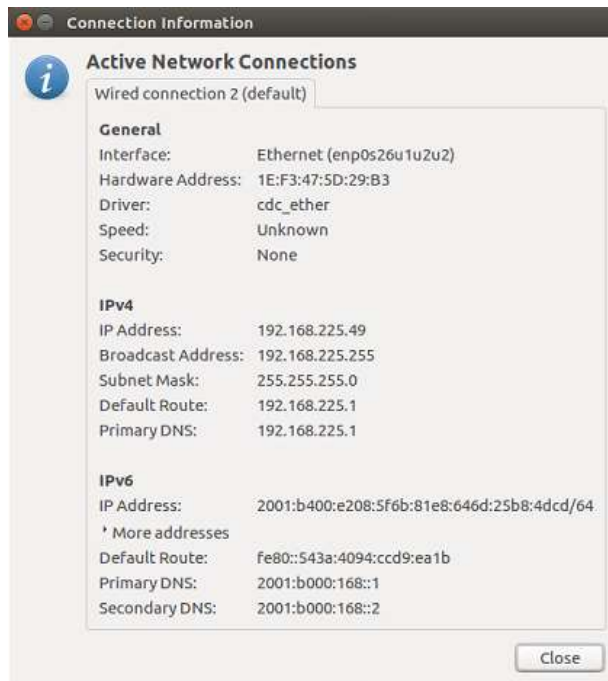 Connection Information
Active Network Connections
Wired connection 2 (default)
General
Interface: Ethernet (enp0s26u1u2u2)
Hardware Address: 1E:F3:47:5D:29:B3
Driver: cdc_ether
Speed: Unknown
Security: None
IPv4
IP Address: 192.168.225.49
Broadcast Address: 192.168.225.255
Subnet Mask: 255.255.255.0
Default Route: 192.168.225.1
Primary DNS: 192.168.225.1
IPv6
IP Address: 2001:b400:e208:5f6b:81e8:646d:25b8:4dcd/64
More addresses
Default Route: fe80::543a:4094:ccd9:ea1b
Primary DNS: 2001:b000:168::1
Secondary DNS: 2001:b000:168::2
Close